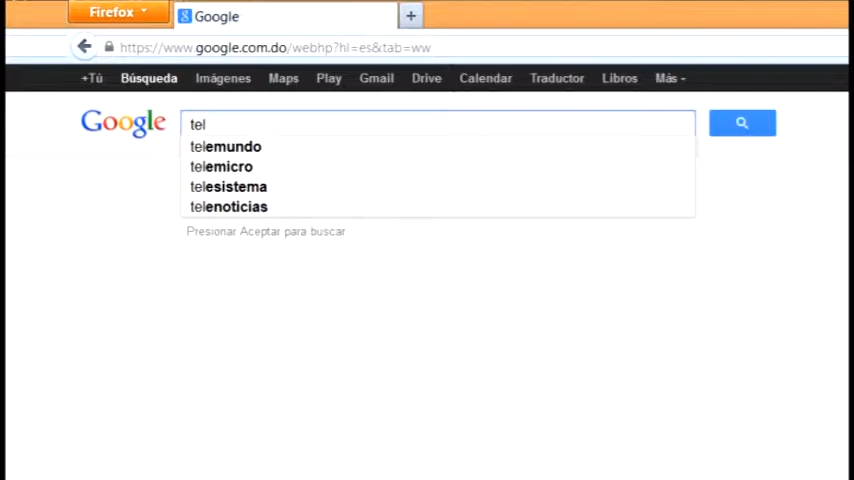 Firefox
Google
https://www.google.com.do/webhp?hl=es&tab=ww
+Tú Búsqueda Imágenes Maps Play Gmail Drive Calendar Traductor Libros Más
Google tel
telemundo
telemicro
telesistema
telenoticias
Presionar Aceptar para buscar